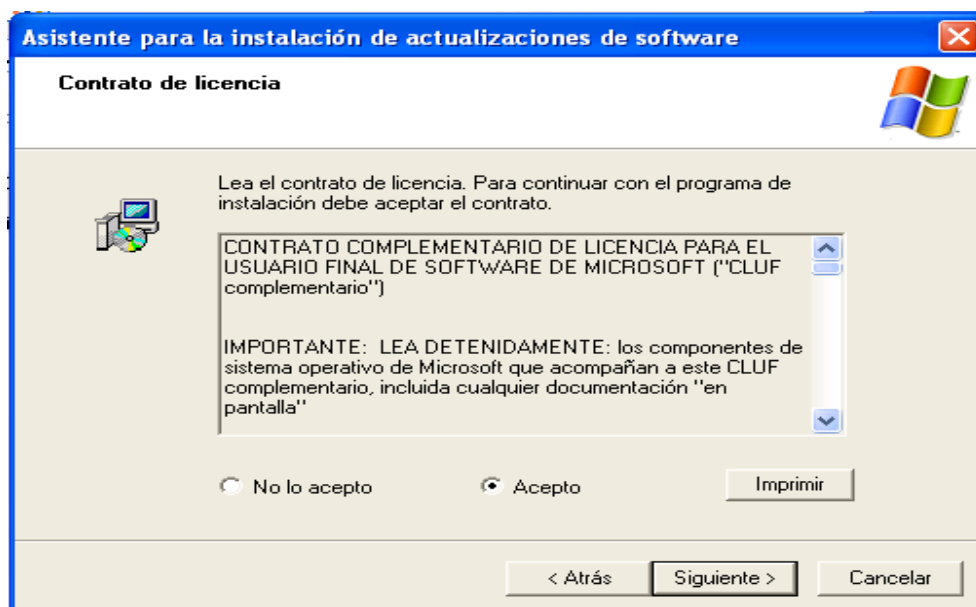 Asistente para la instalación de actualizaciones de software
Contrato de licencia
Lea el contrato de licencia. Para continuar con el programa de
instalación debe aceptar el contrato.
CONTRATO COMPLEMENTARIO DE LICENCIA PARA EL
USUARIO FINAL DE SOFTWARE DE MICROSOFT ("CLUF
complementario")
IMPORTANTE: LEA DETENIDAMENTE: los componentes de
sistema operativo de Microsoft que acompañan a este CLUF
complementario, incluida cualquier documentación "en
pantalla"
No lo acepto
Acepto
Imprimir
< Atrás
Siguiente >
Cancelar